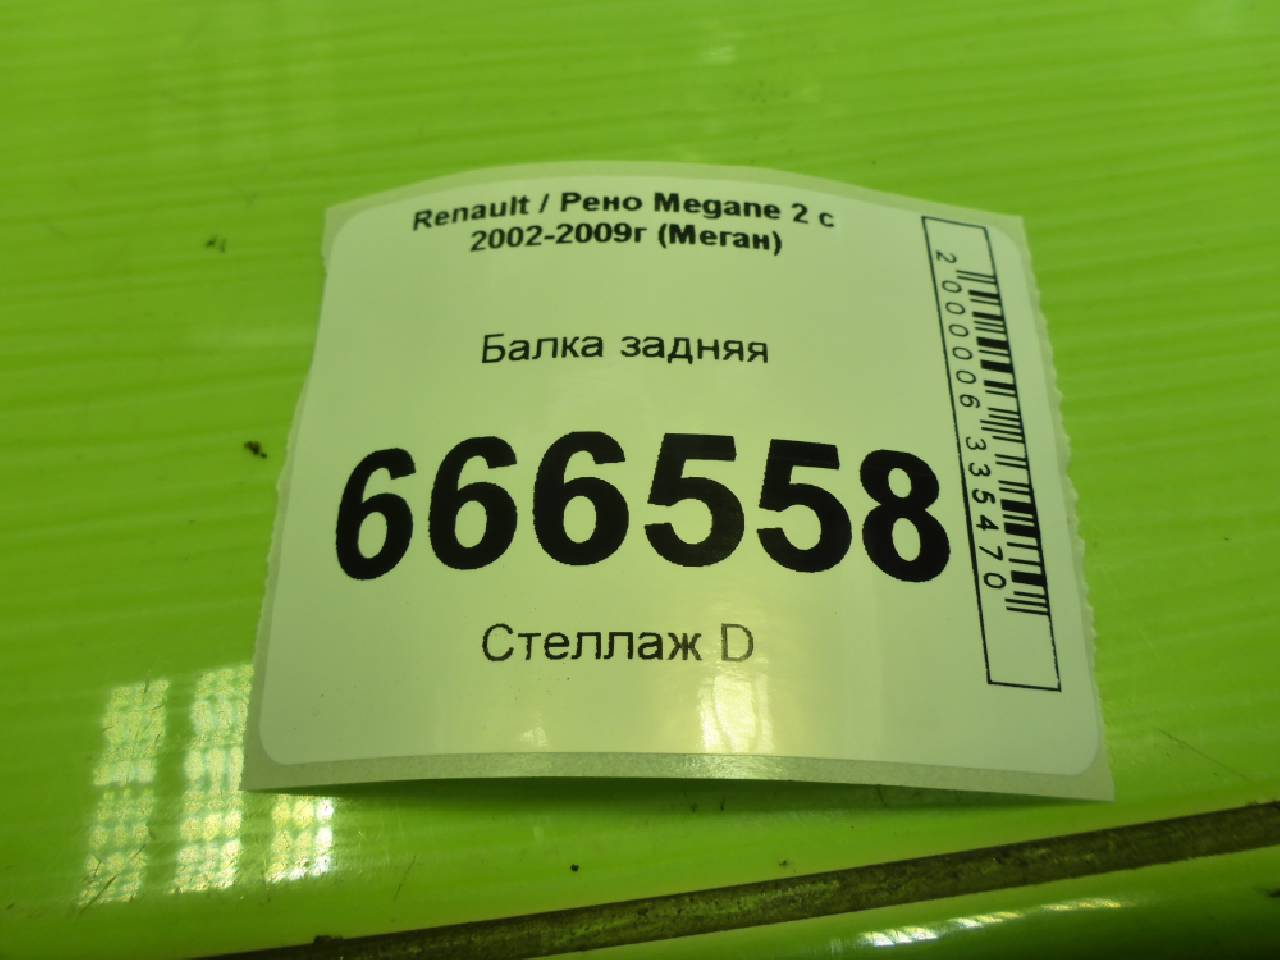 Renault / Рено Megane 2 с
2002-2009г (Меган)
Балка задняя
666558
Стеллаж D
2000006335470